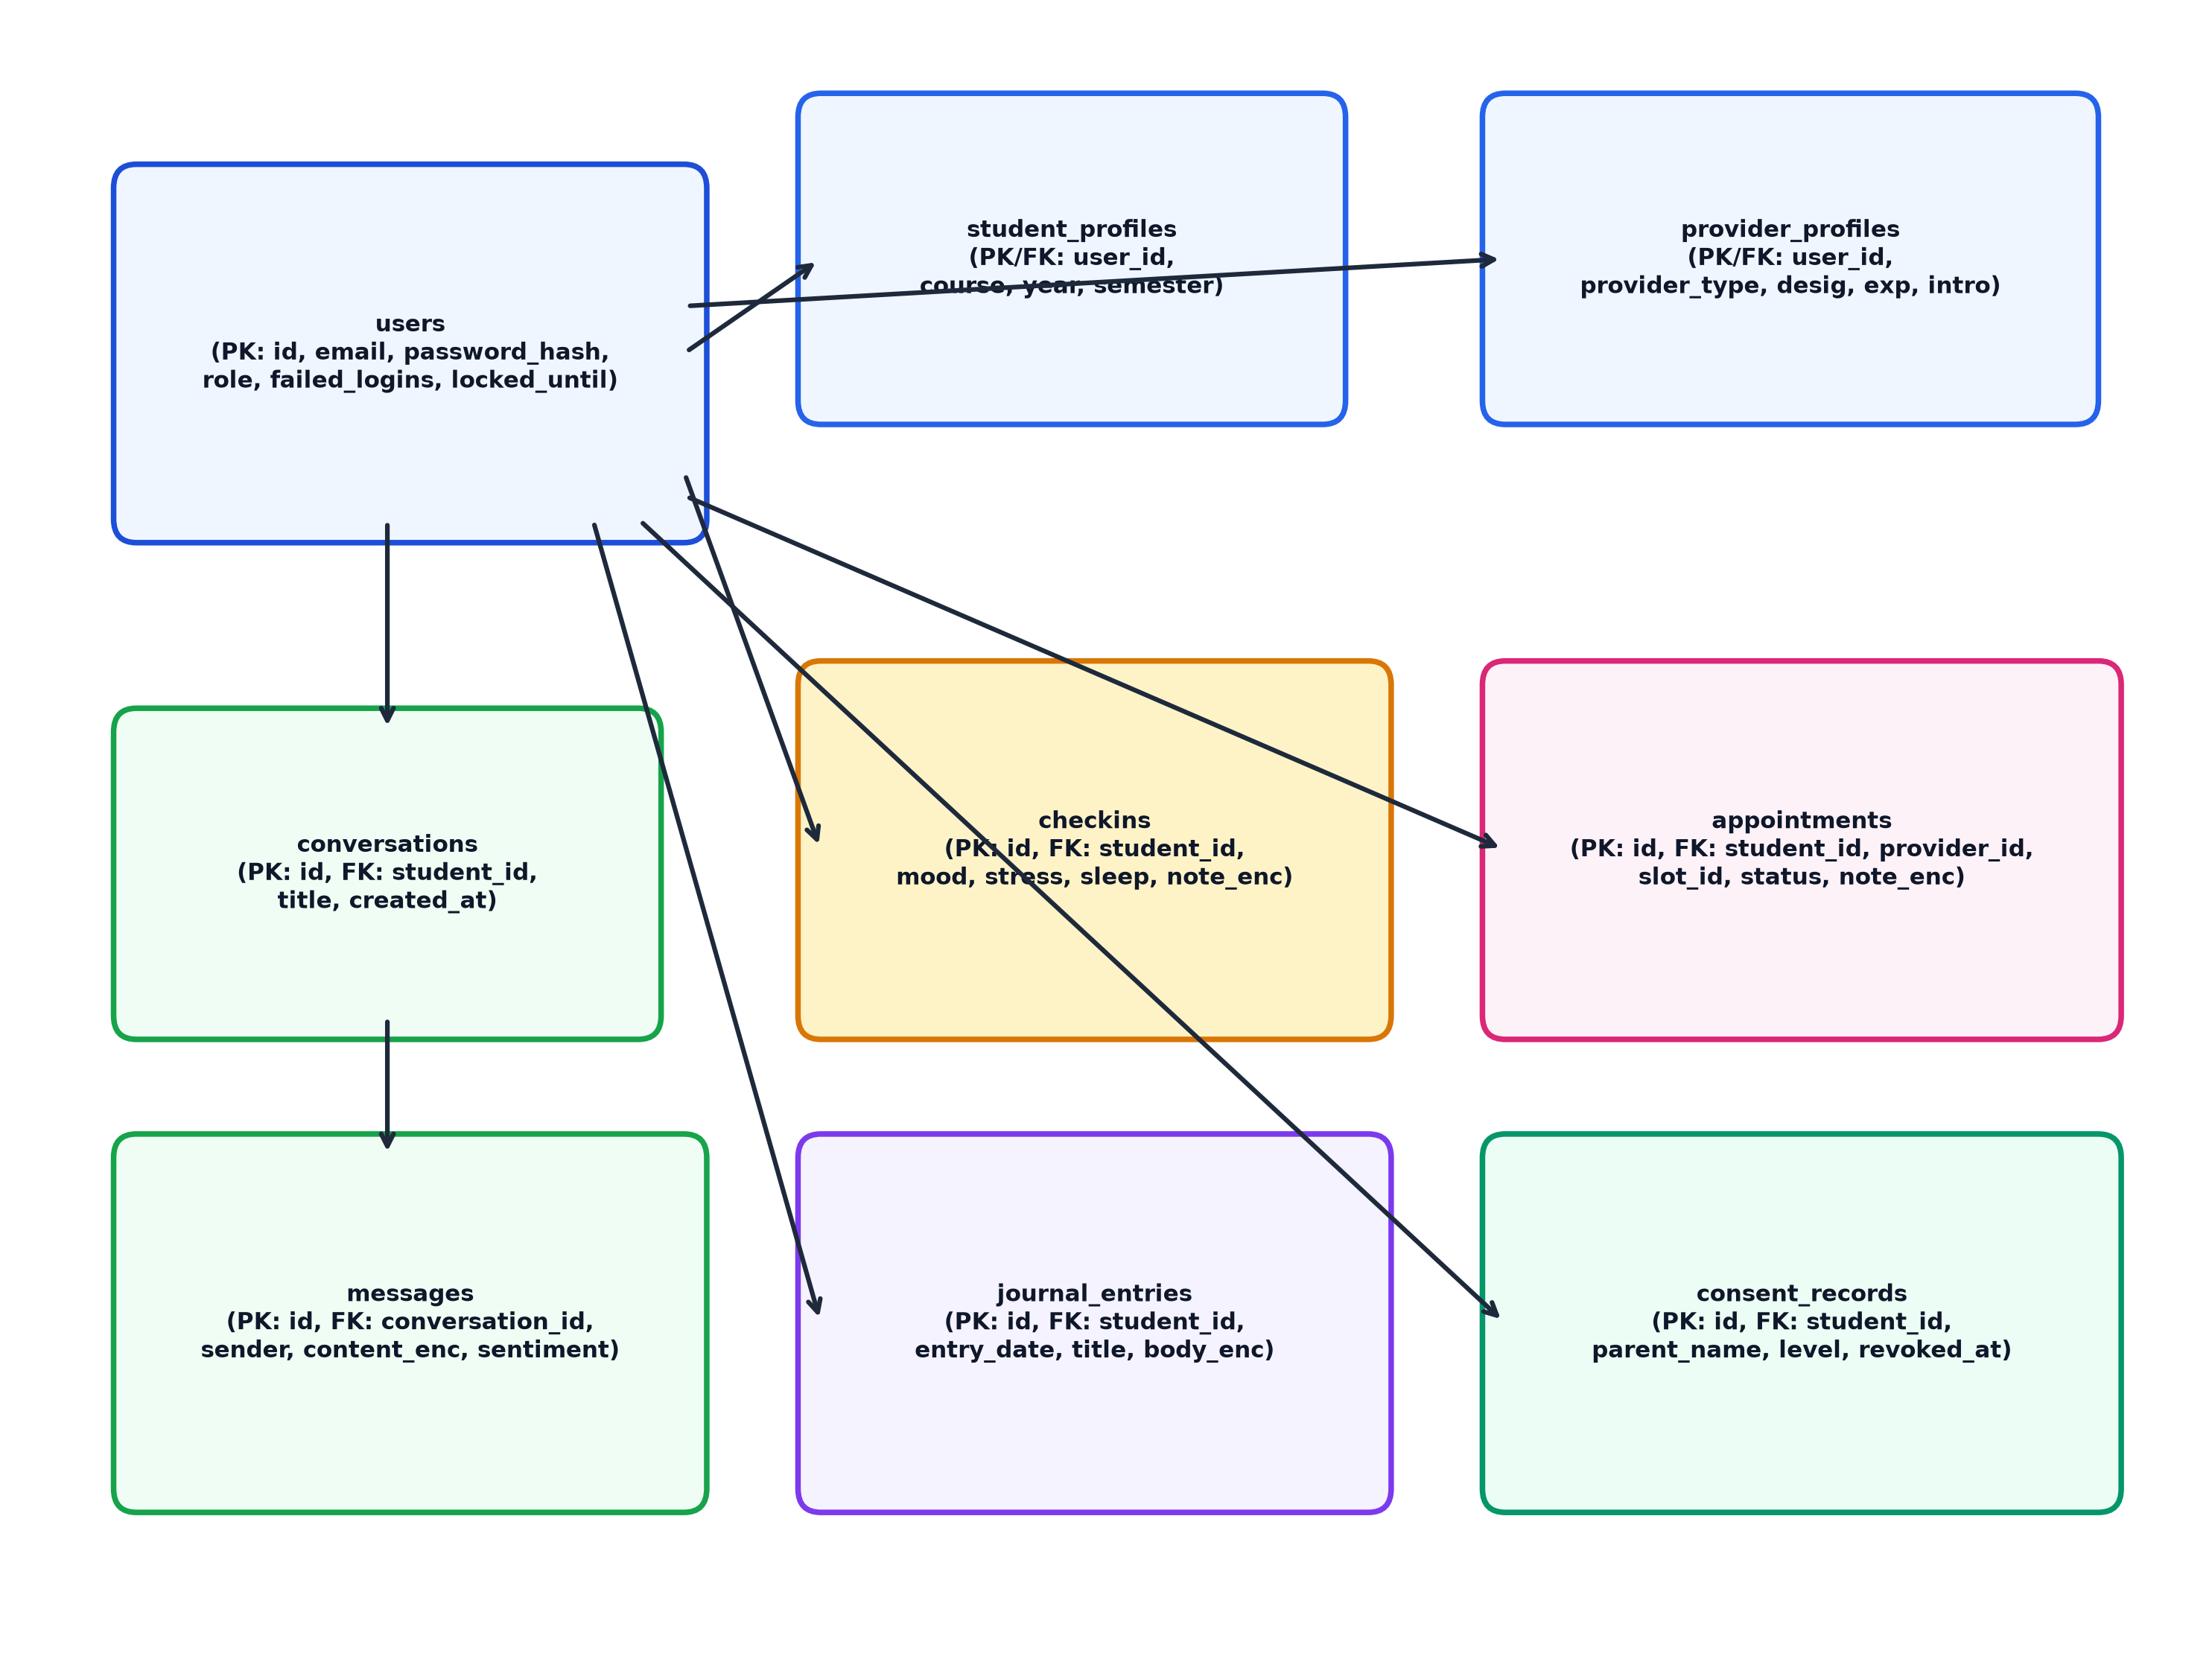 users
(PK: id, email, password_hash,
role, failed_logins, locked_until)
student_profiles
(PK/FK: user_id,
course, year, semester)
provider_profiles
(PK/FK: user_id,
provider_type, desig, exp, intro)
conversations
(PK: id, FK: student_id,
title, created_at)
checkins
(PK: id, FK: student_id,
mood, stress, sleep, note_enc)
appointments
(PK: id, FK: student_id, provider_id,
slot_id, status, note_enc)
messages
(PK: id, FK: conversation_id,
sender, content_enc, sentiment)
journal_entries
(PK: id, FK: student_id,
entry_date, title, body_enc)
consent_records
(PK: id, FK: student_id,
parent_name, level, revoked_at)